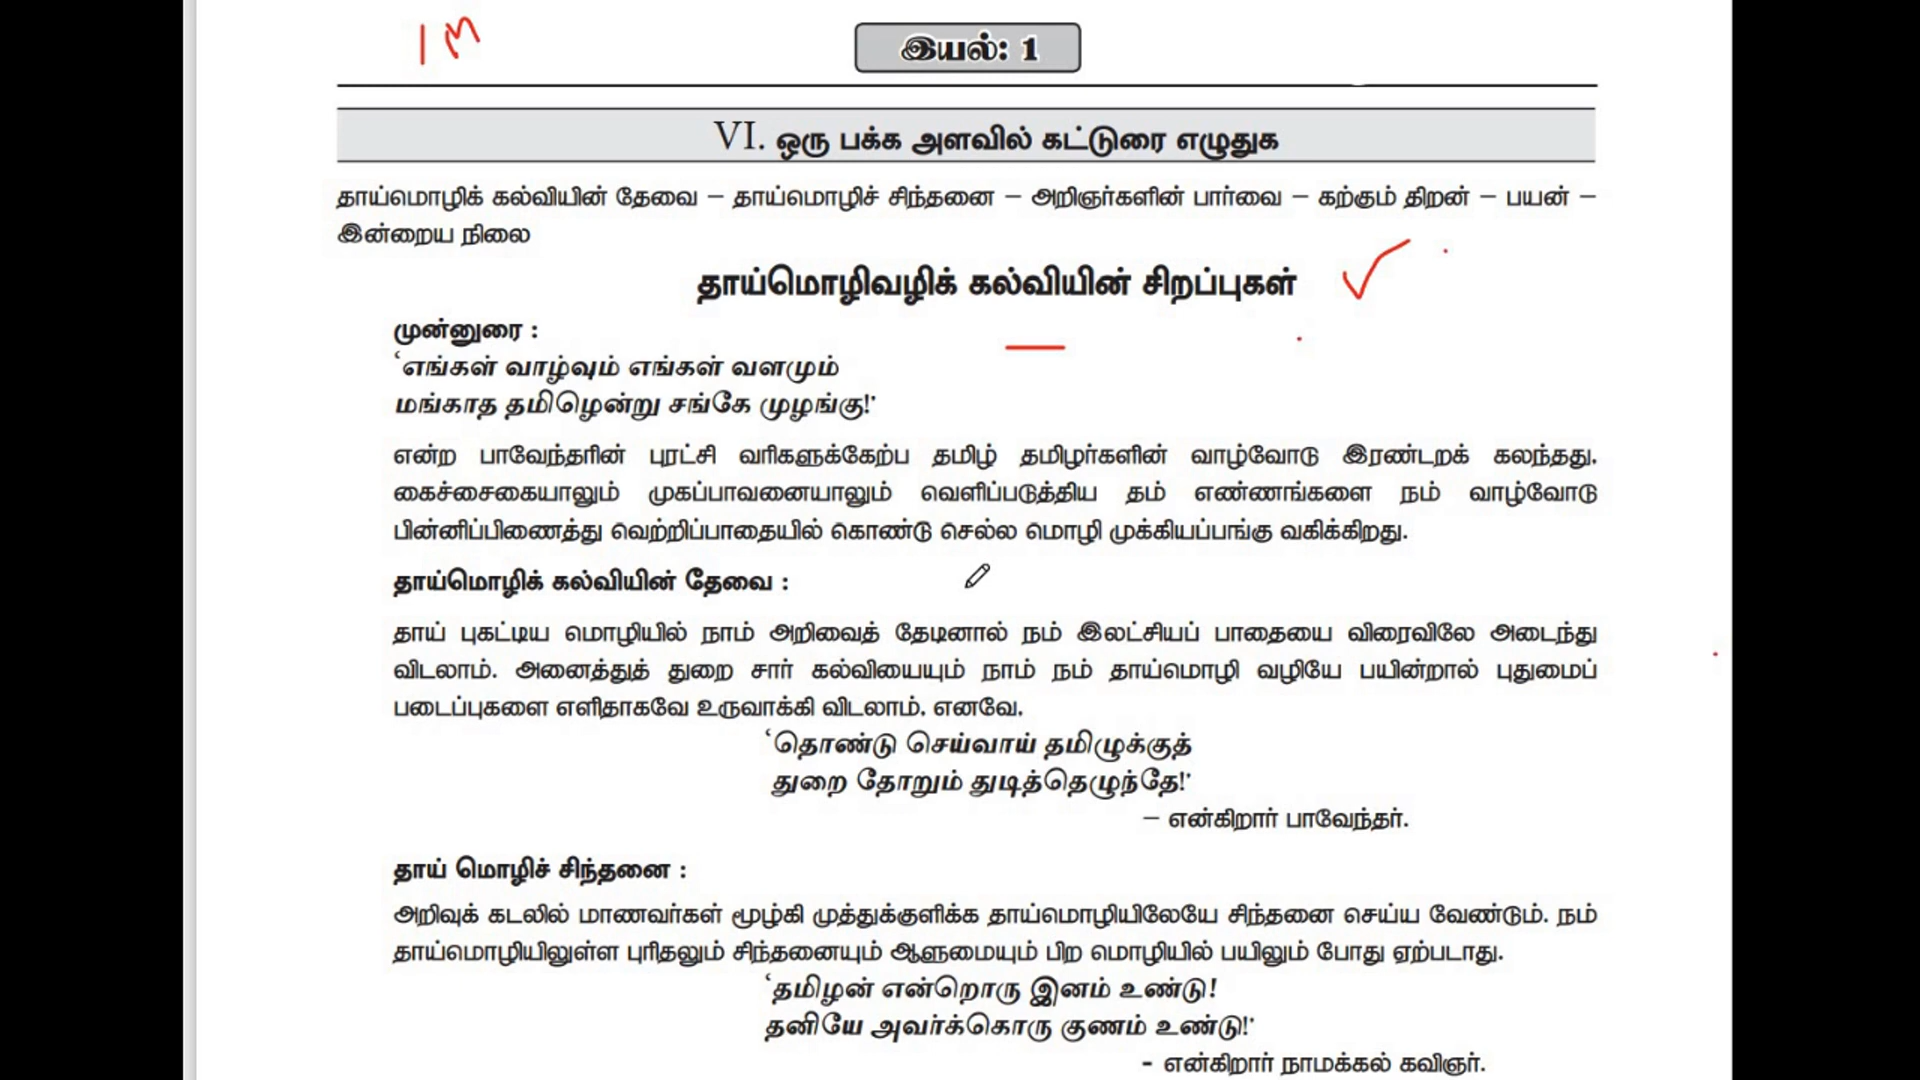 1M
இயல்: 1
VI. ஒரு பக்க அளவில் கட்டுரை எழுதுக
தாய்மொழிக் கல்வியின் தேவை – தாய்மொழிச் சிந்தனை – அறிஞர்களின் பார்வை – கற்கும் திறன் – பயன் –
இன்றைய நிலை
தாய்மொழிவழிக் கல்வியின் சிறப்புகள்
முன்னுரை :
‘எங்கள் வாழ்வும் எங்கள் வளமும்
மங்காத தமிழென்று சங்கே முழங்கு!’
என்ற பாவேந்தரின் புரட்சி வரிகளுக்கேற்ப தமிழ் தமிழர்களின் வாழ்வோடு இரண்டறக் கலந்தது.
கைச்சைகையாலும் முகப்பாவனையாலும் வெளிப்படுத்திய தம் எண்ணங்களை நம் வாழ்வோடு
பின்னிப்பிணைத்து வெற்றிப்பாதையில் கொண்டு செல்ல மொழி முக்கியப்பங்கு வகிக்கிறது.
தாய்மொழிக் கல்வியின் தேவை :
தாய் புகட்டிய மொழியில் நாம் அறிவைத் தேடினால் நம் இலட்சியப் பாதையை விரைவிலே அடைந்து
விடலாம். அனைத்துத் துறை சார் கல்வியையும் நாம் நம் தாய்மொழி வழியே பயின்றால் புதுமைப்
படைப்புகளை எளிதாகவே உருவாக்கி விடலாம். எனவே.
‘தொண்டு செய்வாய் தமிழுக்குத்
துறை தோறும் துடித்தெழுந்தே!’
– என்கிறார் பாவேந்தர்.
தாய் மொழிச் சிந்தனை :
அறிவுக் கடலில் மாணவர்கள் மூழ்கி முத்துக்குளிக்க தாய்மொழியிலேயே சிந்தனை செய்ய வேண்டும். நம்
தாய்மொழியிலுள்ள புரிதலும் சிந்தனையும் ஆளுமையும் பிற மொழியில் பயிலும் போது ஏற்படாது.
‘தமிழன் என்றொரு இனம் உண்டு!
தனியே அவர்க்கொரு குணம் உண்டு!’
- என்கிறார் நாமக்கல் கவிஞர்.